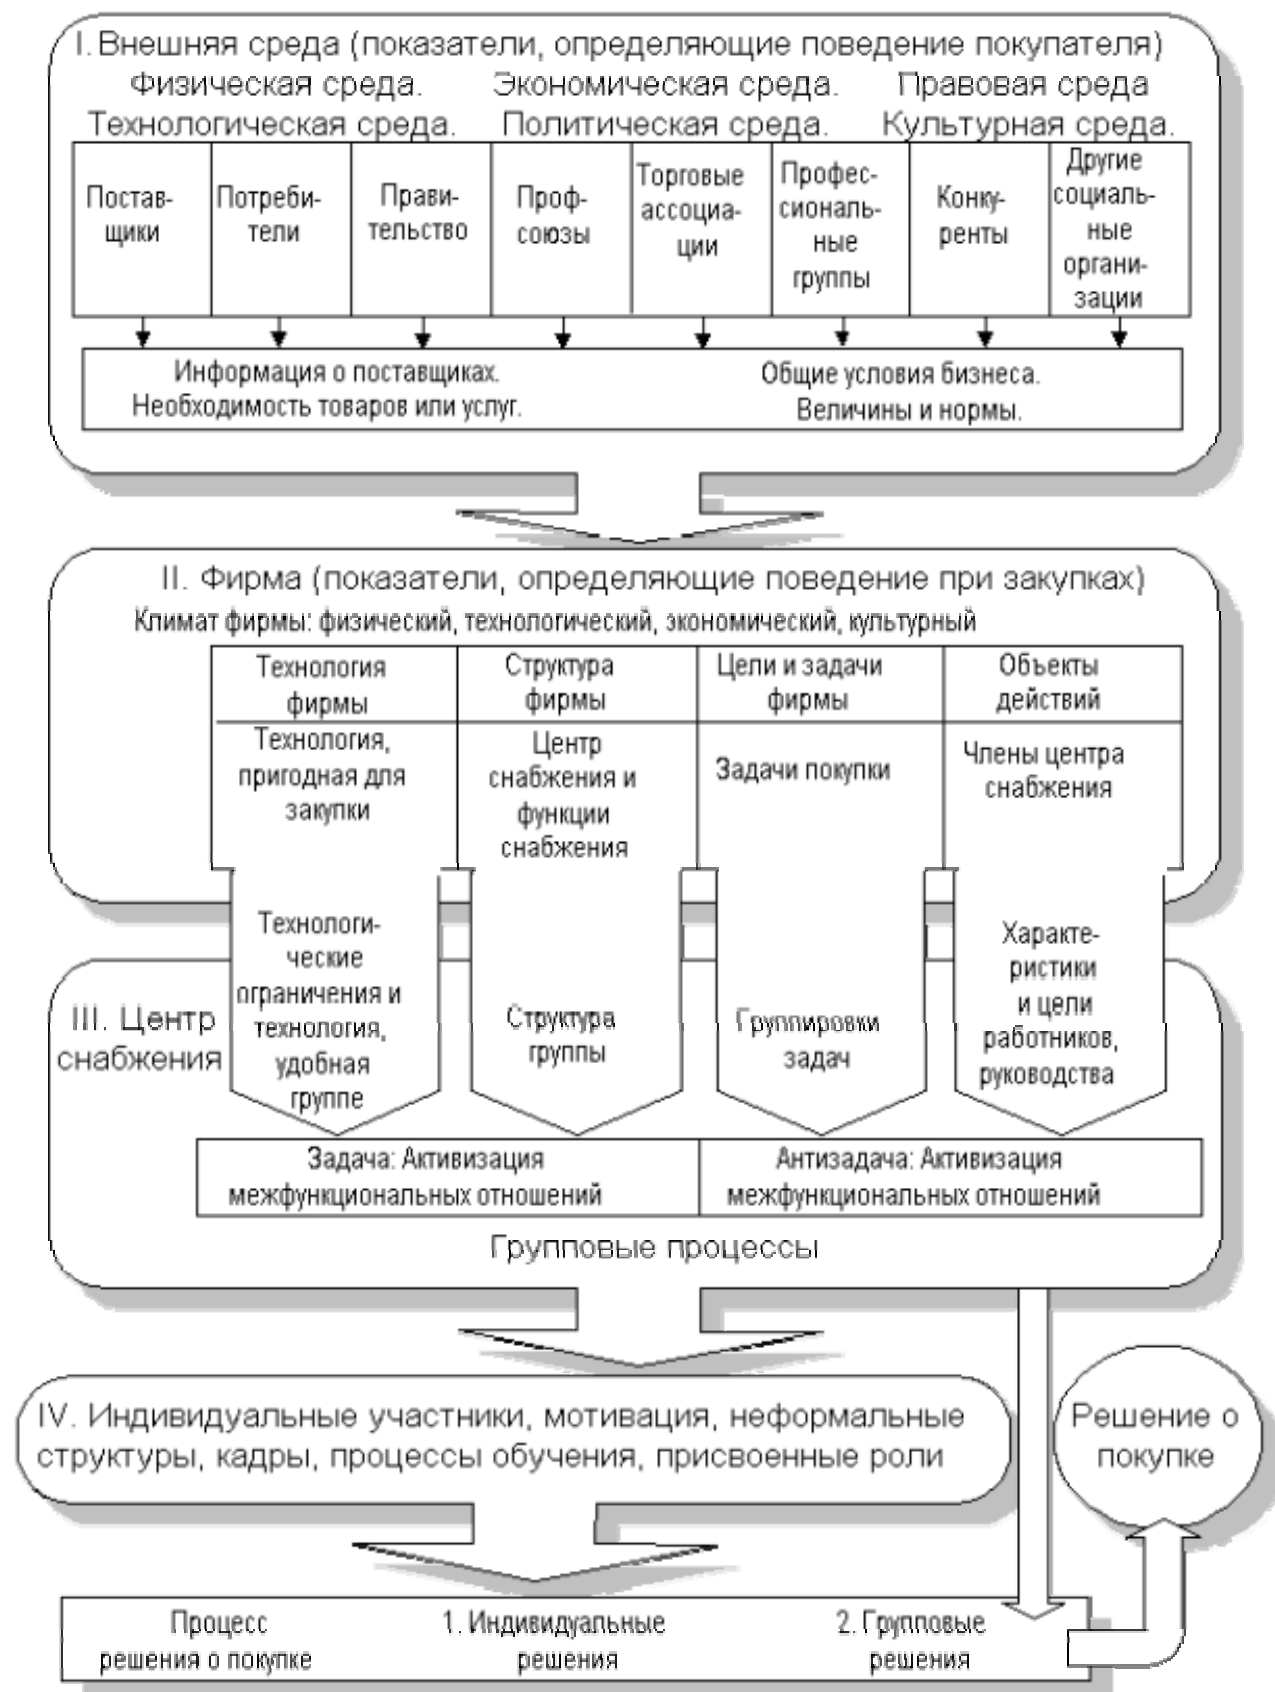 I. Внешняя среда (показатели, определяющие поведение покупателя)
Физическая среда. Экономическая среда. Правовая среда
Технологическая среда. Политическая среда. Культурная среда.
Постав-
щики
Потреби-
тели
Прави-
тельство
Проф-
союзы
Торговые
ассоциа-
ции
Профес-
сиональ-
ные
группы
Конку-
ренты
Другие
социаль-
ные
органи-
зации
Информация о поставщиках.
Необходимость товаров или услуг.
Общие условия бизнеса.
Величины и нормы.
II. Фирма (показатели, определяющие поведение при закупках)
Климат фирмы: физический, технологический, экономический, культурный
Технология
фирмы
Структура
фирмы
Цели и задачи
фирмы
Объекты
действий
Технология,
пригодная для
закупки
Центр
снабжения и
функции
снабжения
Задачи покупки
Члены центра
снабжения
III. Центр
снабжения
Технологи-
ческие
ограничения и
технология,
удобная
группе
Структура
группы
Группировки
задач
Характе-
ристики
и цели
работников,
руководства
Задача: Активизация
межфункциональных отношений
Антизадача: Активизация
межфункциональных отношений
Групповые процессы
IV. Индивидуальные участники, мотивация, неформальные
структуры, кадры, процессы обучения, присвоенные роли
Решение о
покупке
Процесс
решения о покупке
1. Индивидуальные
решения
2. Групповые
решения